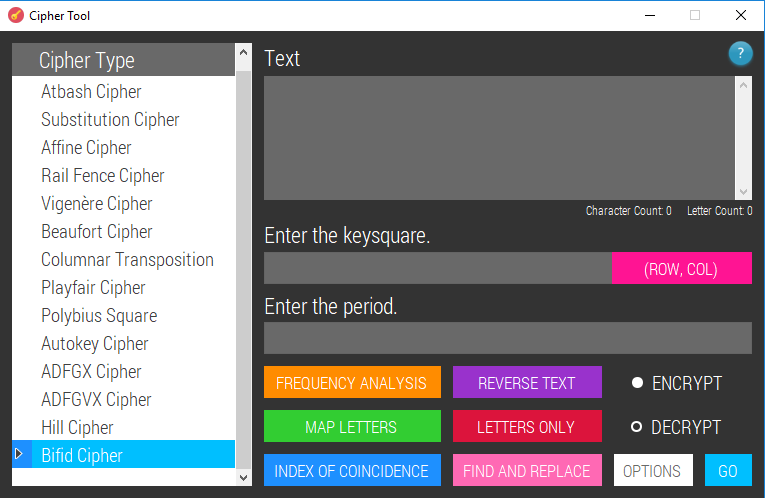 Cipher Tool
Cipher Type
Atbash Cipher
Substitution Cipher
Affine Cipher
Rail Fence Cipher
Vigenère Cipher
Beaufort Cipher
Columnar Transposition
Playfair Cipher
Polybius Square
Autokey Cipher
ADFGX Cipher
ADFGVX Cipher
Hill Cipher
Bifid Cipher
Text
?
Character Count: 0 Letter Count: 0
Enter the keysquare.
(ROW, COL)
Enter the period.
FREQUENCY ANALYSIS REVERSE TEXT ENCRYPT
MAP LETTERS LETTERS ONLY DECRYPT
INDEX OF COINCIDENCE FIND AND REPLACE OPTIONS GO